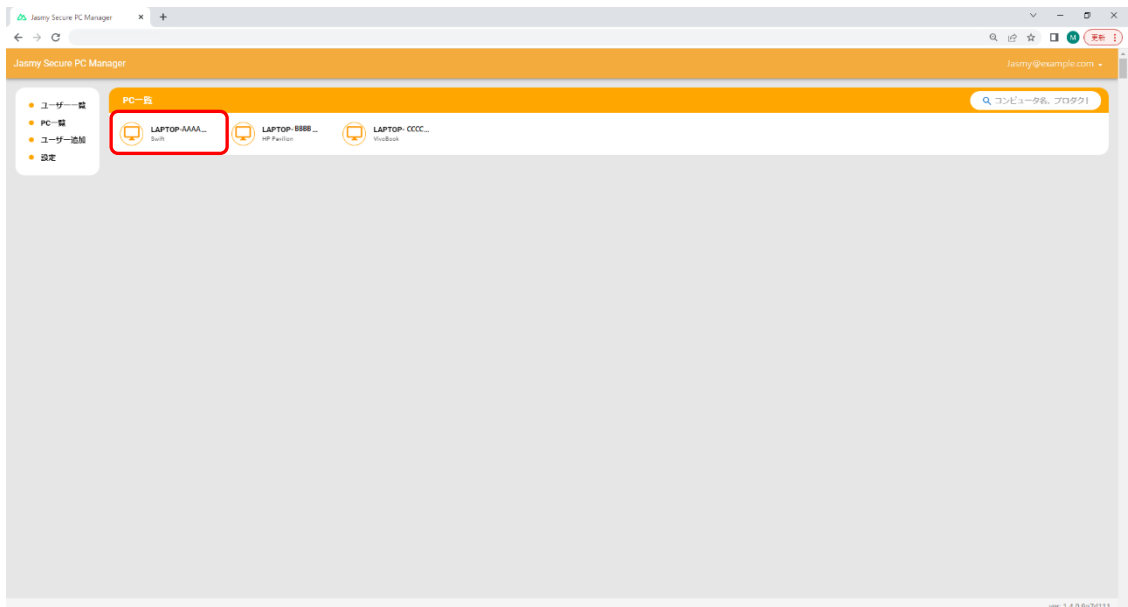 Jasmy Secure PC Manager
更新
M
Jasmy Secure PC Manager
Jasmy@example.com
ユーザー一覧
PC一覧
ユーザー追加
設定
PC一覧
コンピュータ名、プロダク
LAPTOP-AAAA...
Swift
LAPTOP-BBBB...
HP Pavilion
LAPTOP-CCCC...
VivoBook